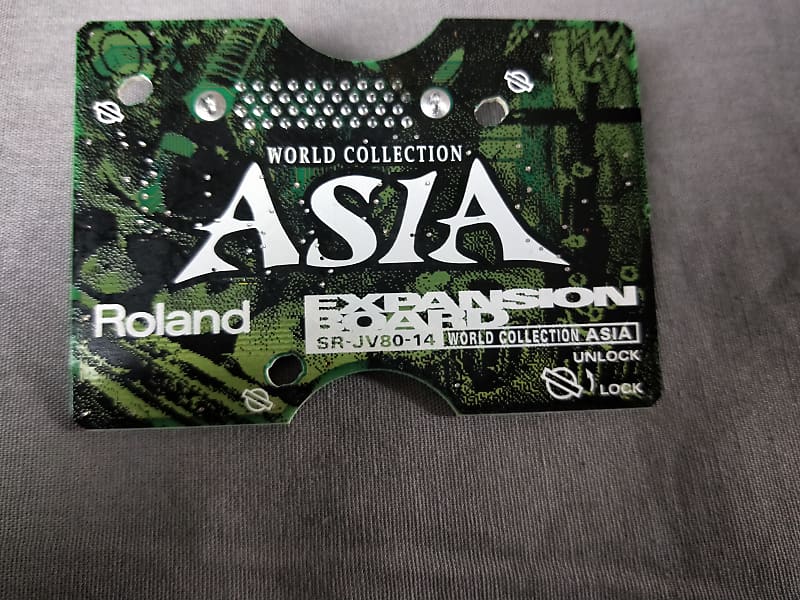 WORLD COLLECTION
ASIA
Roland
EXPANSION
BOARD
SR-JV80-14 WORLD COLLECTION ASIA
UNLOCK
LOCK